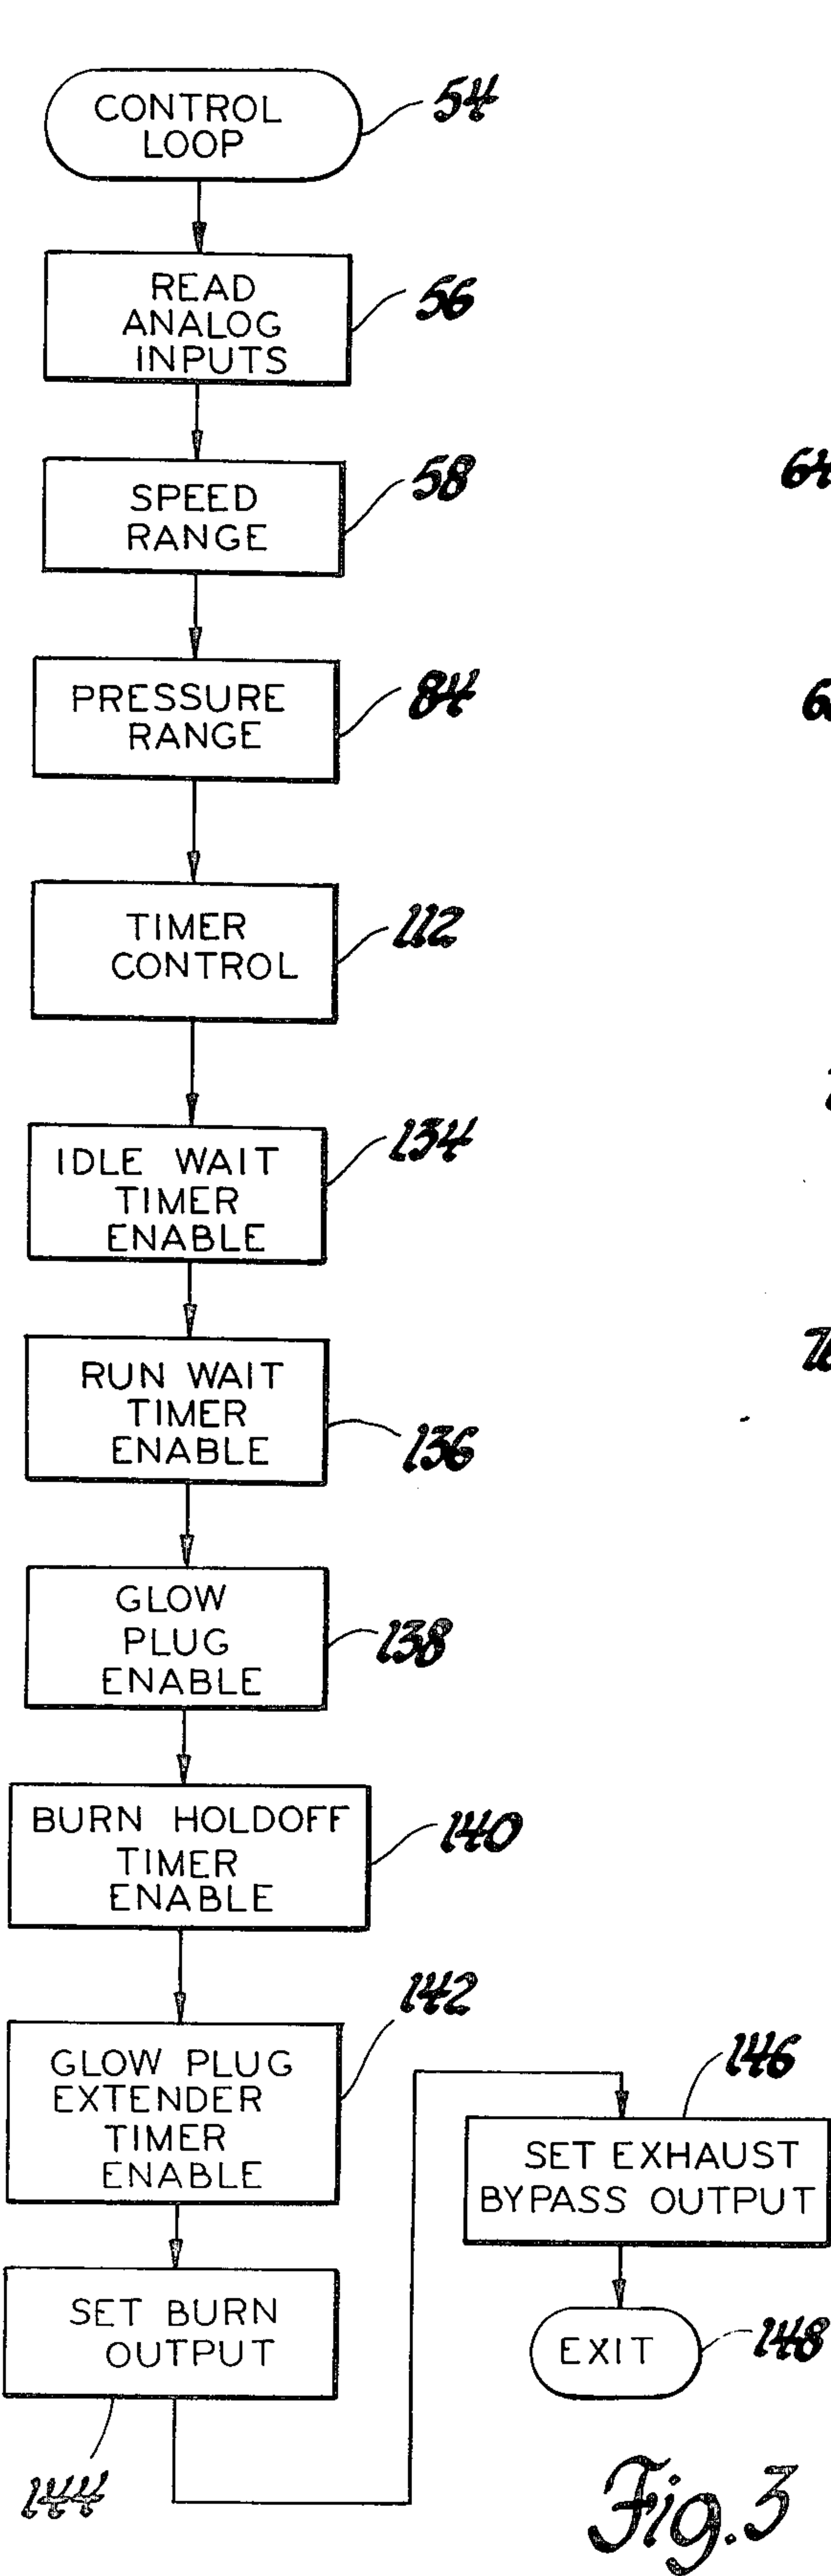 CONTROL
LOOP
54
READ
ANALOG
INPUTS
56
SPEED
RANGE
58
PRESSURE
RANGE
84
TIMER
CONTROL
112
IDLE WAIT
TIMER
ENABLE
134
RUN WAIT
TIMER
ENABLE
136
GLOW
PLUG
ENABLE
138
BURN HOLDOFF
TIMER
ENABLE
140
GLOW PLUG
EXTENDER
TIMER
ENABLE
142
SET BURN
OUTPUT
144
SET EXHAUST
BYPASS OUTPUT
146
EXIT
148
Fig. 3
64